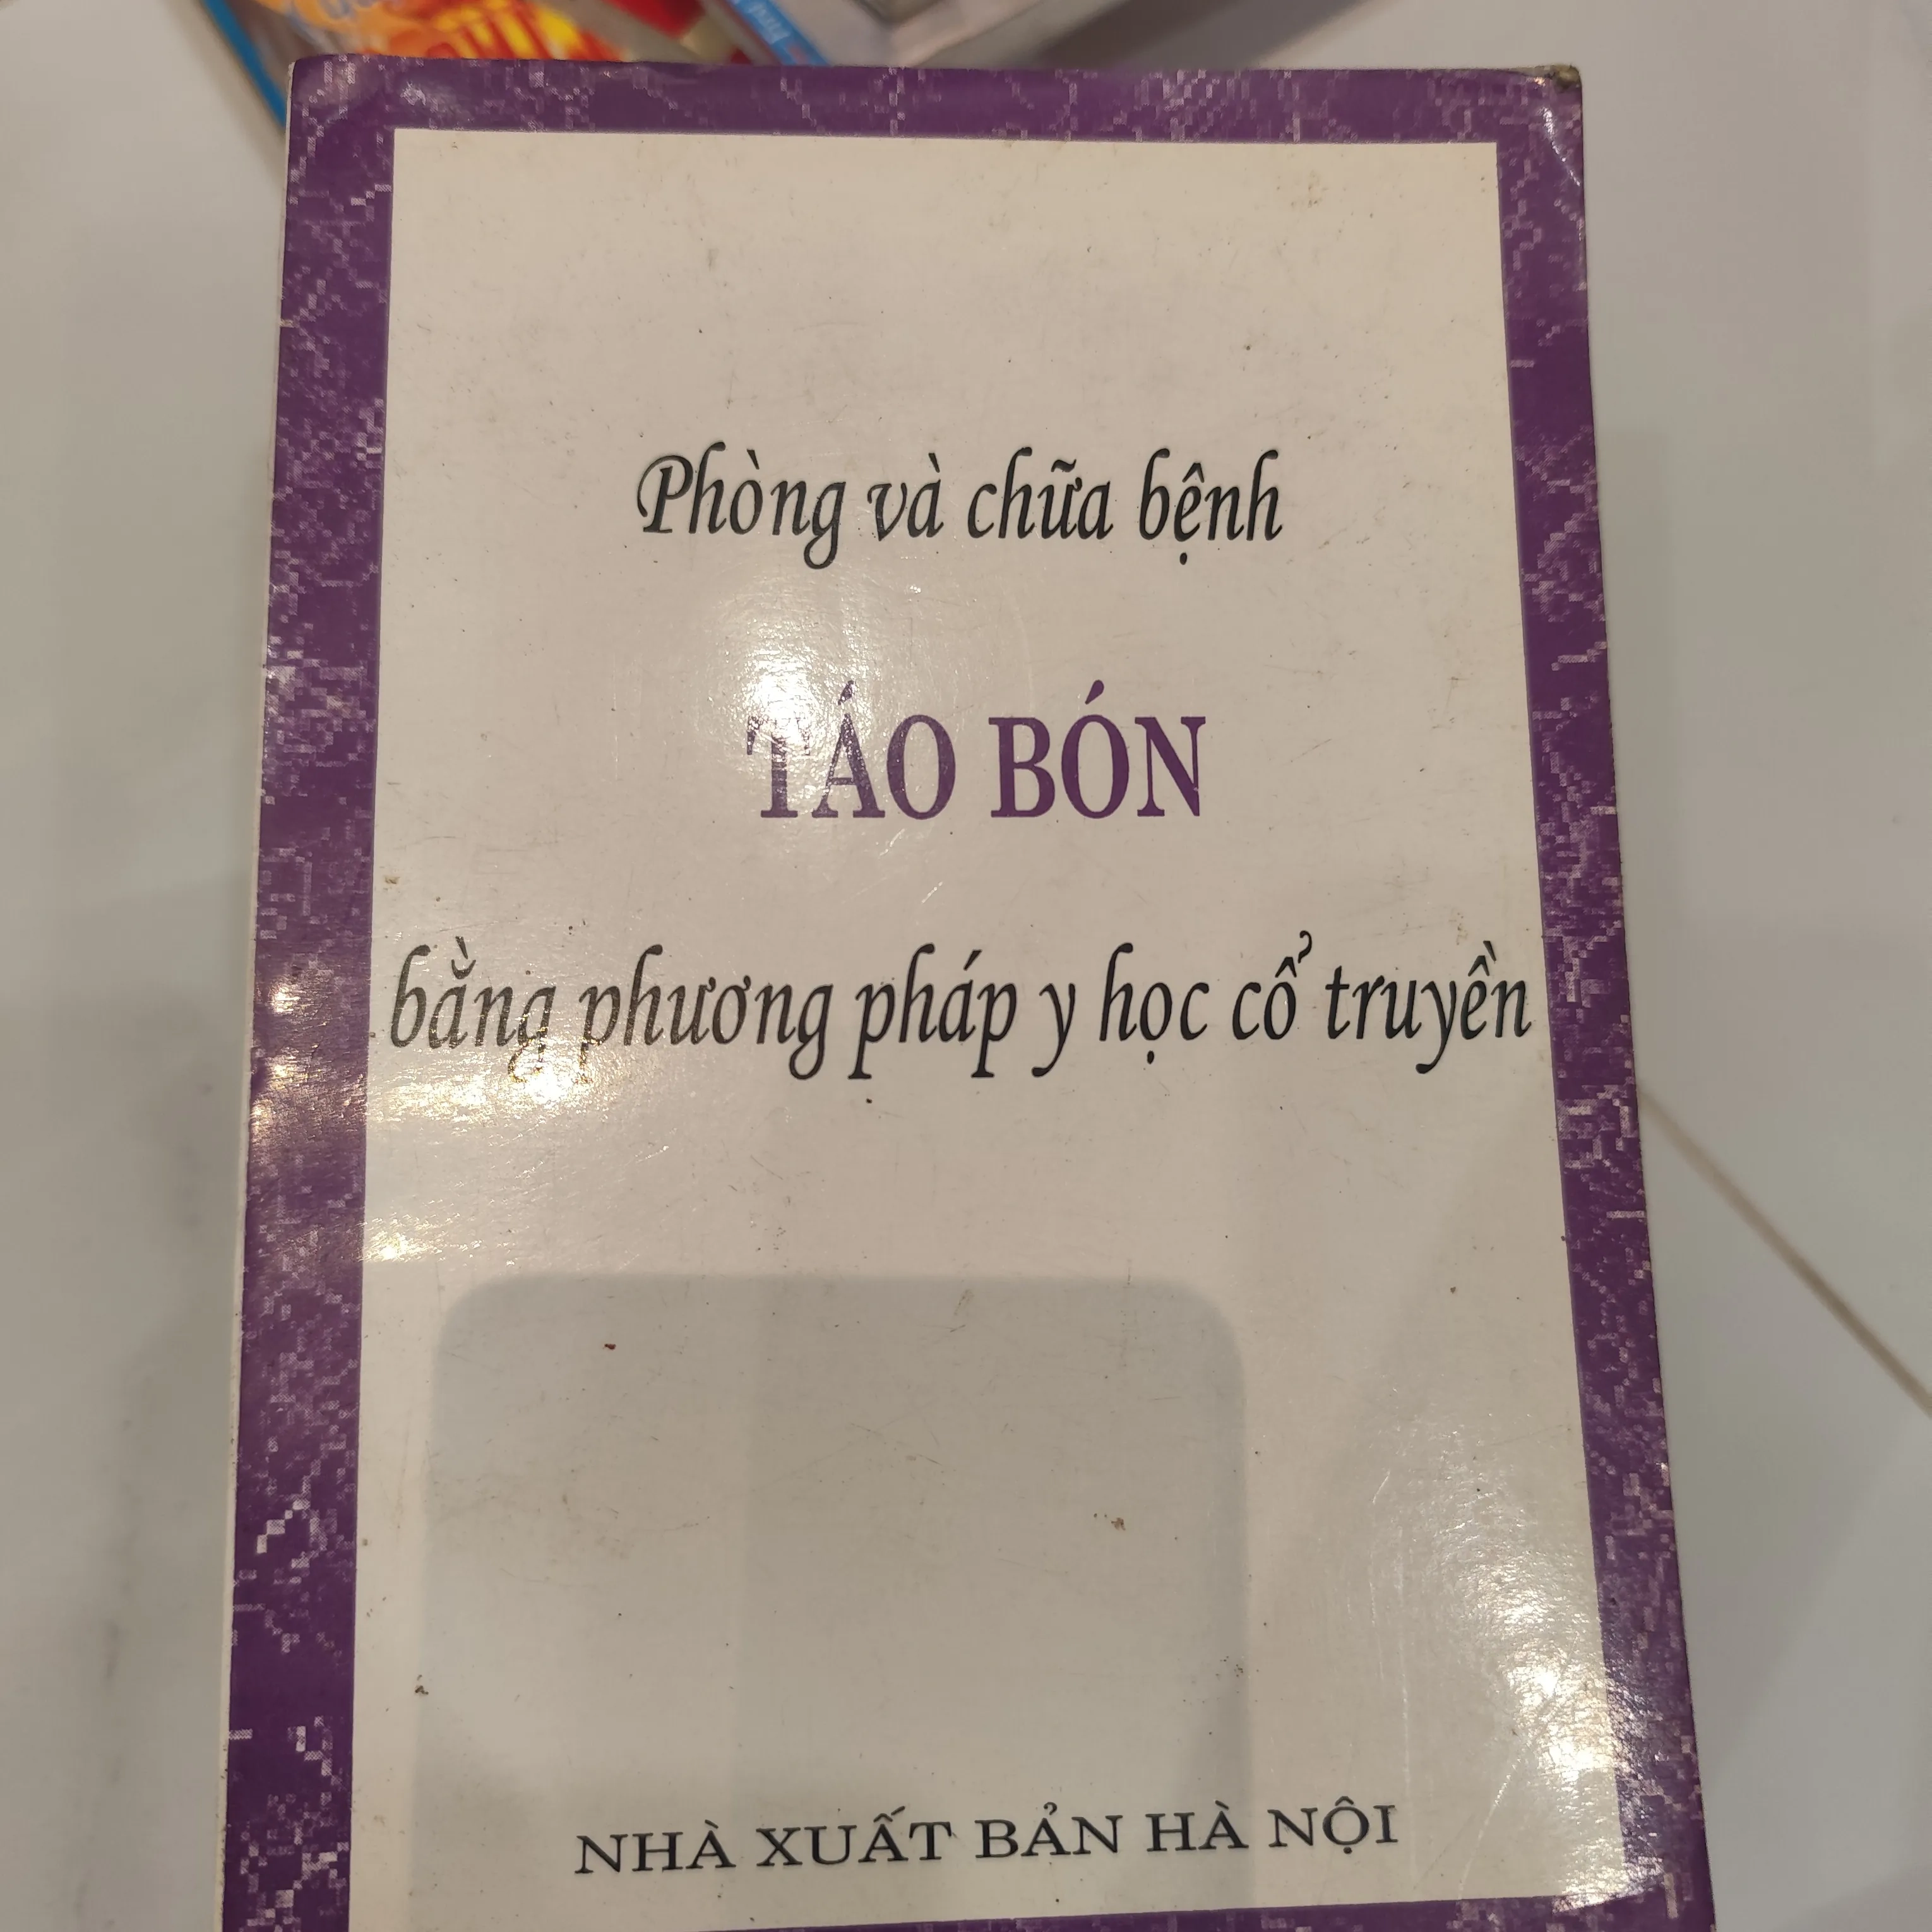 Phòng và chữa bệnh
TÁO BÓN
bằng phương pháp y học cổ truyền
NHÀ XUẤT BẢN HÀ NỘI